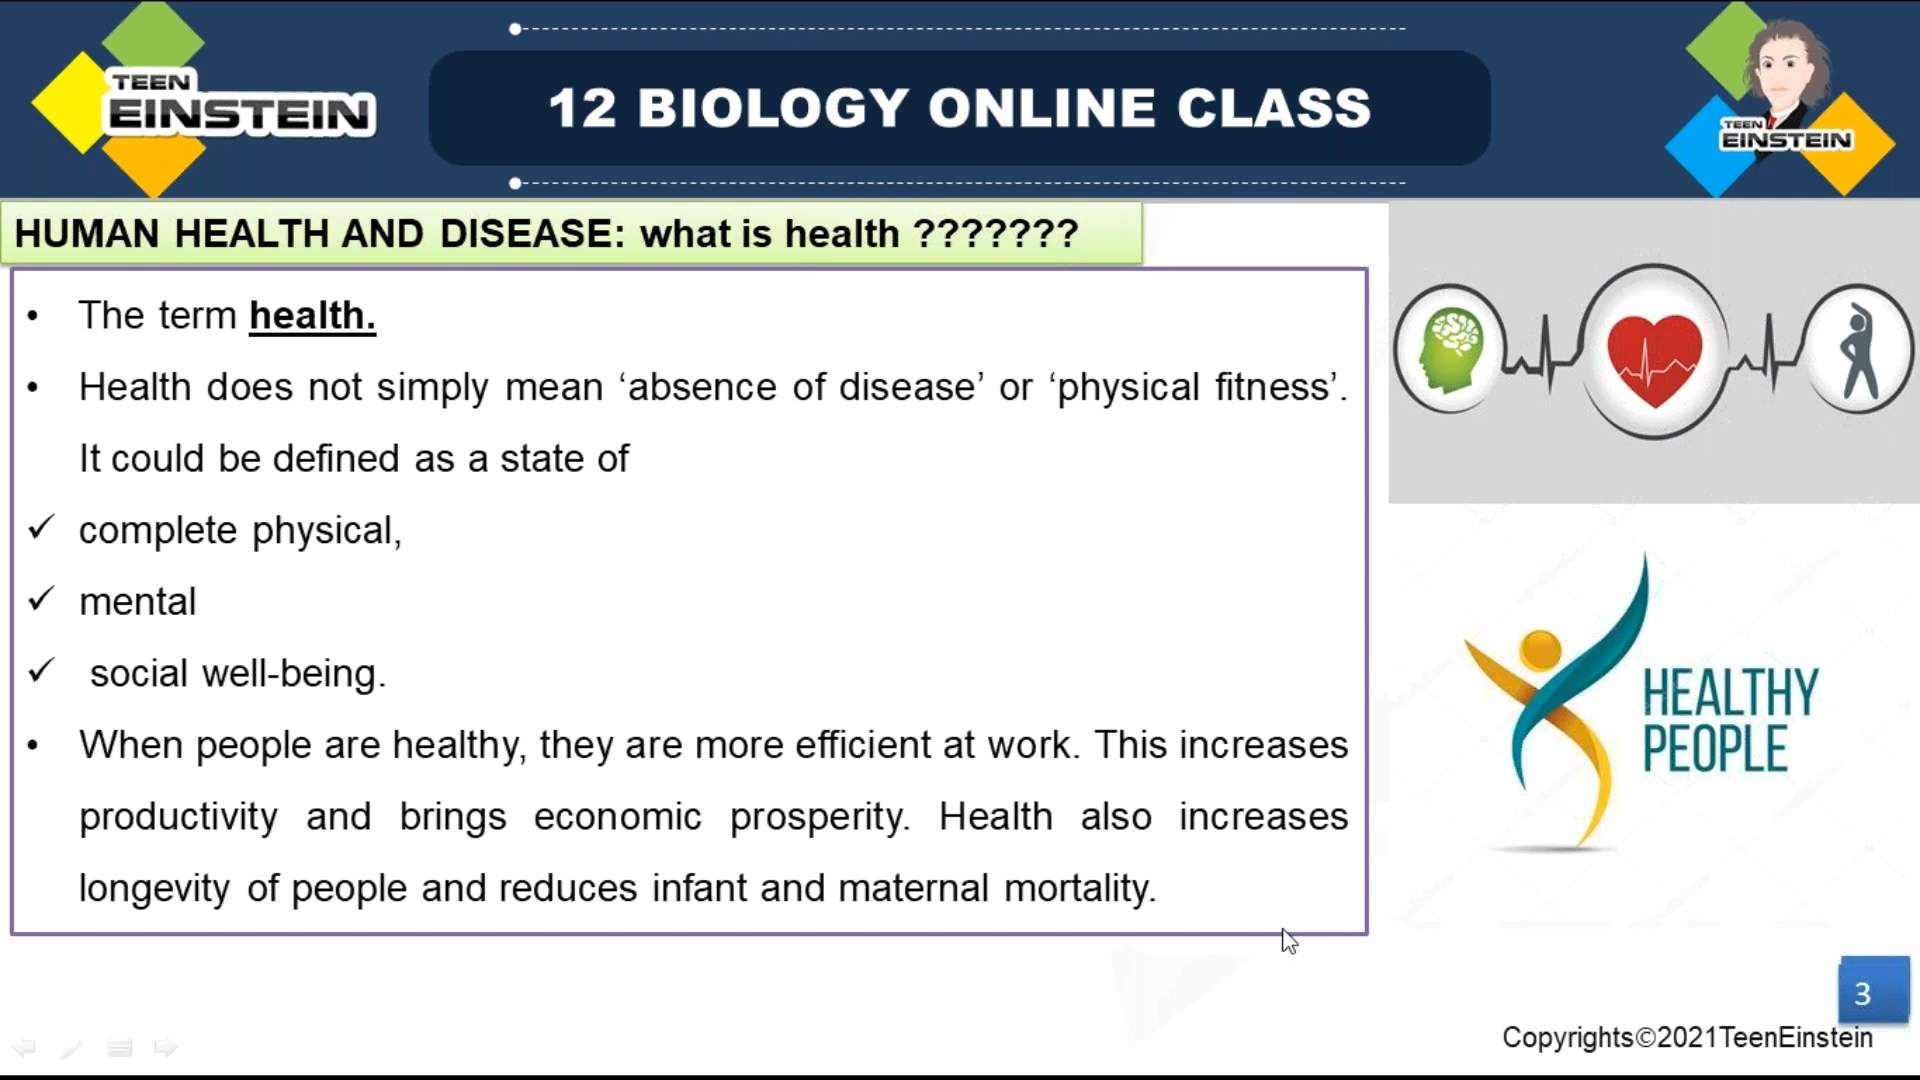 TEEN
EINSTEIN
12 BIOLOGY ONLINE CLASS
TEEN
EINSTEIN
HUMAN HEALTH AND DISEASE: what is health ???????
• The term health.
• Health does not simply mean ‘absence of disease’ or ‘physical fitness’.
It could be defined as a state of
✓ complete physical,
✓ mental
✓ social well-being.
• When people are healthy, they are more efficient at work. This increases
productivity and brings economic prosperity. Health also increases
longevity of people and reduces infant and maternal mortality.
HEALTHY
PEOPLE
3
Copyrights©2021TeenEinstein